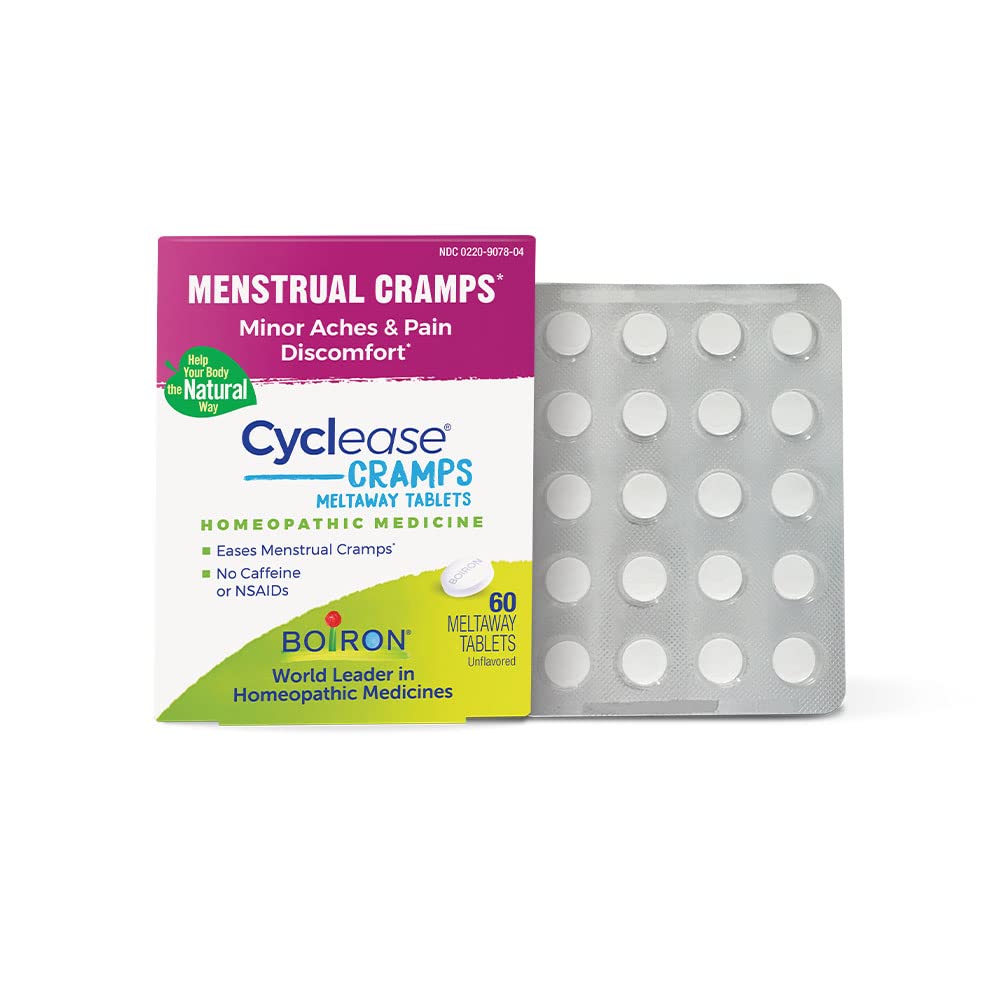 NDC 0220-9078-04
MENSTRUAL CRAMPS*
Minor Aches & Pain
Discomfort*
Help
Your Body
the Natural
Way
Cyclease®
CRAMPS
MELTAWAY TABLETS
HOMEOPATHIC MEDICINE
Eases Menstrual Cramps*
No Caffeine
or NSAIDs
BOIRON
60
MELTAWAY
TABLETS
Unflavored
BOIRON®
World Leader in
Homeopathic Medicines